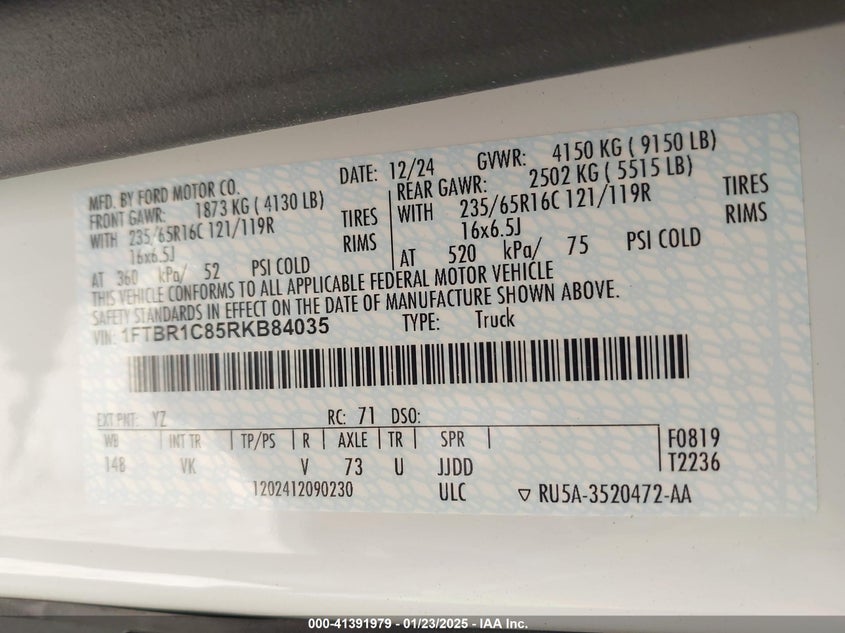 MFD. BY FORD MOTOR CO. DATE: 12/24 GVWR: 4150 KG ( 9150 LB)
FRONT GAWR: 1873 KG ( 4130 LB) REAR GAWR: 2502 KG ( 5515 LB)
WITH 235/65R16C 121/119R TIRES WITH 235/65R16C 121/119R TIRES
16x6.5J RIMS 16x6.5J RIMS
AT 360 kPa/ 52 PSI COLD AT 520 kPa/ 75 PSI COLD
THIS VEHICLE CONFORMS TO ALL APPLICABLE FEDERAL MOTOR VEHICLE
SAFETY STANDARDS IN EFFECT ON THE DATE OF MANUFACTURE SHOWN ABOVE.
VIN: 1FTBR1C85RKB84035 TYPE: Truck
EXT PNT: YZ RC: 71 DSO:
WB INT TR TP/PS R AXLE TR SPR F0819
148 VK V 73 U JJDD T2236
1202412090230 ULC ▽ RU5A-3520472-AA
000-41391979 - 01/23/2025 - IAA Inc.